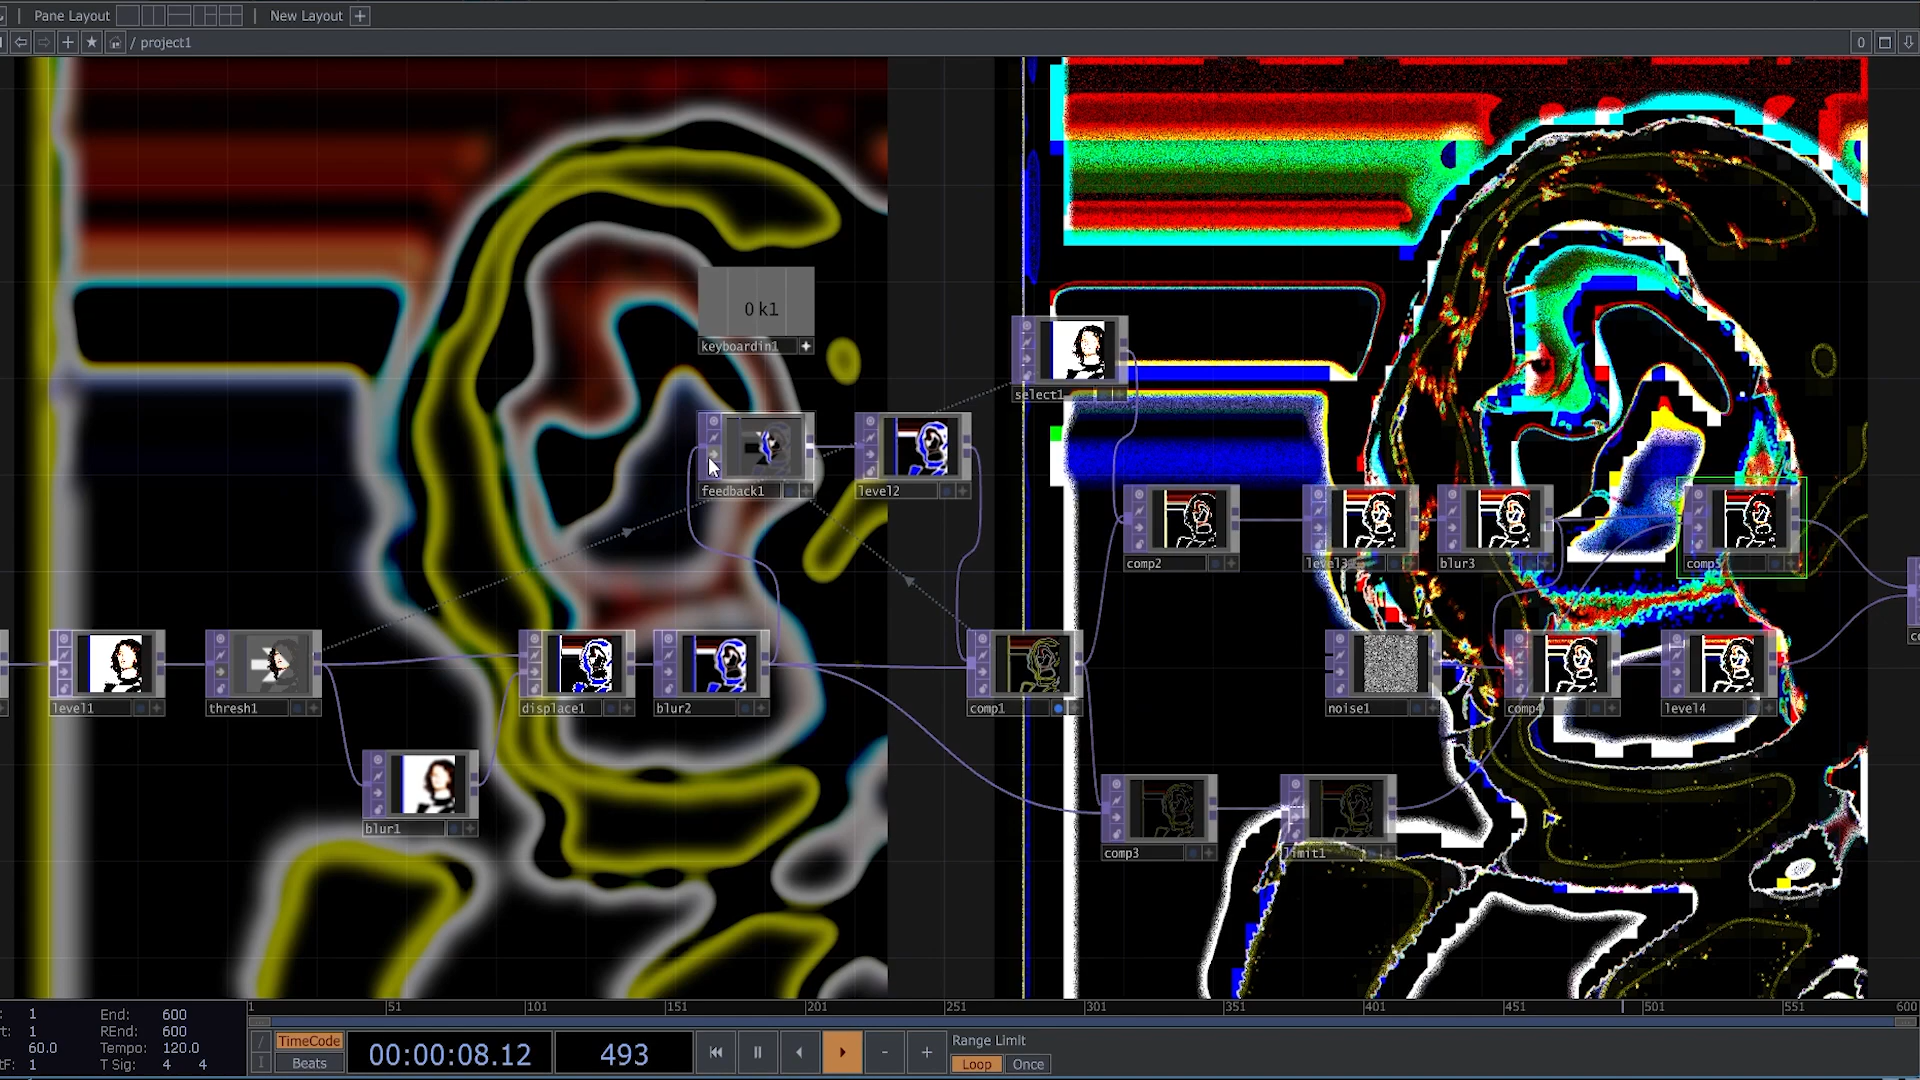 Pane Layout
New Layout +
+ ★ / project1
0
0 k1
keyboardin1
select1
feedback1
level2
comp2
level3
blur3
comp5
level1
thresh1
displace1
blur2
comp1
noise1
comp4
level4
blur1
comp3
limit1
1 51 101 151 201 251 301 351 401 451 501 551 600
1 End: 600
1 REnd: 600
60.0 Tempo: 120.0
1 T Sig: 4 4
TimeCode
Beats
00:00:08.12
493
- +
Range Limit
Loop Once